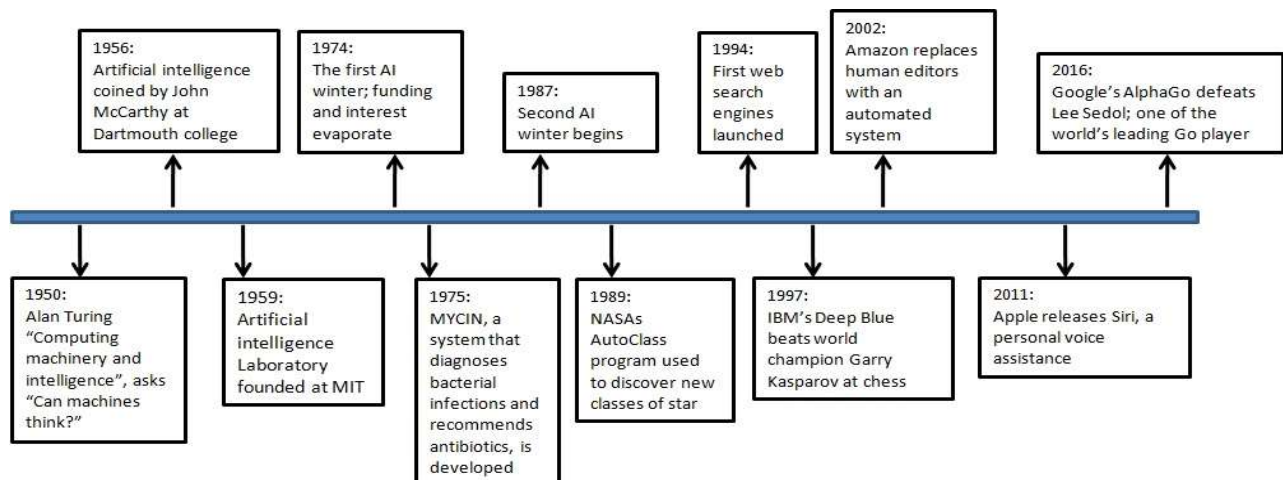 1956:
Artificial intelligence
coined by John
McCarthy at
Dartmouth college
1974:
The first AI
winter; funding
and interest
evaporate
1987:
Second AI
winter begins
1994:
First web
search
engines
launched
2002:
Amazon replaces
human editors
with an
automated
system
2016:
Google's AlphaGo defeats
Lee Sedol; one of the
world's leading Go player
1950:
Alan Turing
“Computing
machinery and
intelligence”, asks
“Can machines
think?”
1959:
Artificial
intelligence
Laboratory
founded at MIT
1975:
MYCIN, a
system that
diagnoses
bacterial
infections and
recommends
antibiotics, is
developed
1989:
NASAs
AutoClass
program used
to discover new
classes of star
1997:
IBM's Deep Blue
beats world
champion Garry
Kasparov at chess
2011:
Apple releases Siri, a
personal voice
assistance